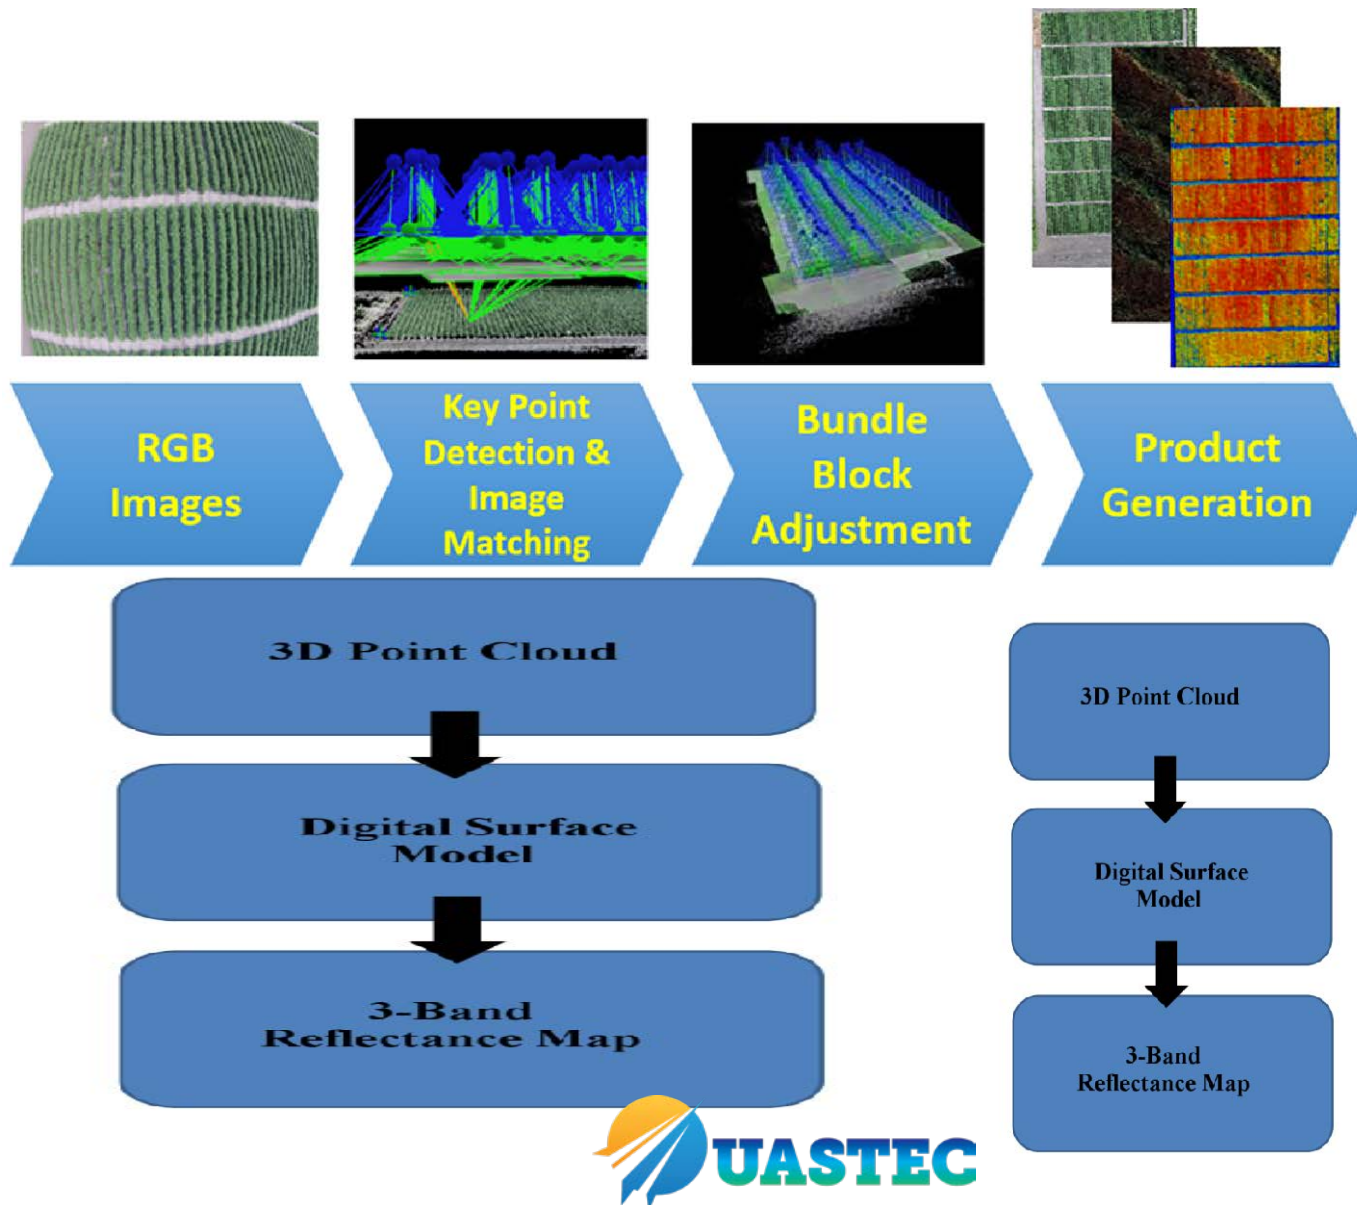 RGB
Images
Key Point
Detection &
Image
Matching
Bundle
Block
Adjustment
Product
Generation
3D Point Cloud
Digital Surface
Model
3-Band
Reflectance Map
3D Point Cloud
Digital Surface
Model
3-Band
Reflectance Map
UASTEC